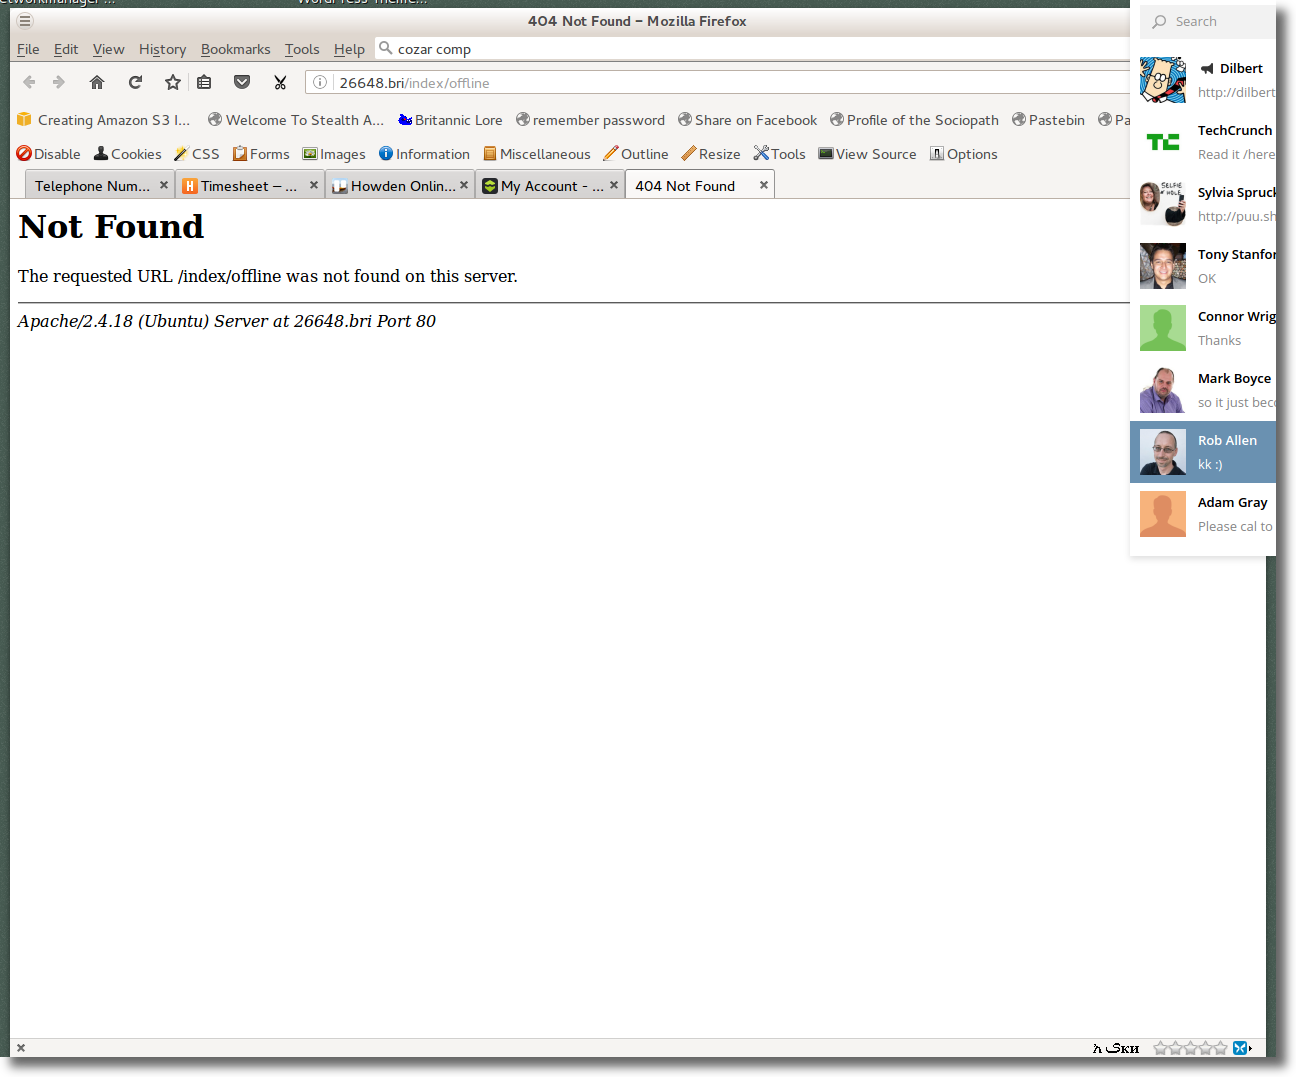 404 Not Found – Mozilla Firefox
File Edit View History Bookmarks Tools Help cozar comp
26648.bri/index/offline
Creating Amazon S3 I... Welcome To Stealth A... Britannic Lore remember password Share on Facebook Profile of the Sociopath Pastebin Pa
Disable Cookies CSS Forms Images Information Miscellaneous Outline Resize Tools View Source Options
Telephone Num... Timesheet – ... Howden Onlin... My Account - ... 404 Not Found
Not Found
The requested URL /index/offline was not found on this server.
Apache/2.4.18 (Ubuntu) Server at 26648.bri Port 80
Search
Dilbert
http://dilbert
TC
TechCrunch
Read it /here
SELFIE
HOLE
Sylvia Spruck
http://puu.sh
Tony Stanfor
OK
Connor Wrig
Thanks
Mark Boyce
so it just beco
Rob Allen
kk :)
Adam Gray
Please cal to